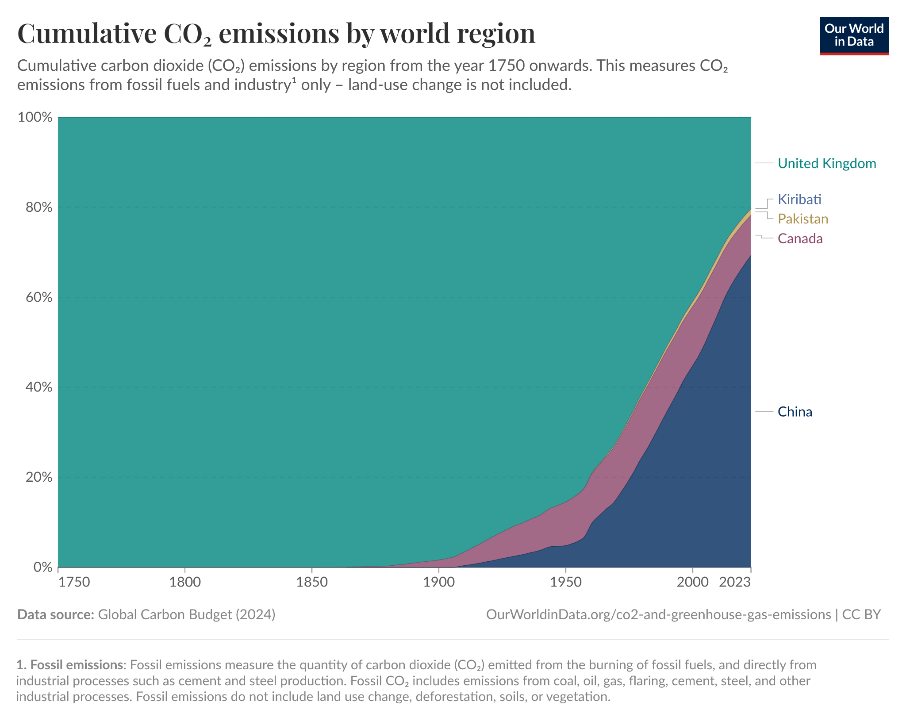 Cumulative CO₂ emissions by world region
Our World
in Data
Cumulative carbon dioxide (CO₂) emissions by region from the year 1750 onwards. This measures CO₂
emissions from fossil fuels and industry¹ only – land-use change is not included.
100%
80%
60%
40%
20%
0%
United Kingdom
Kiribati
Pakistan
Canada
China
1750 1800 1850 1900 1950 2000 2023
Data source: Global Carbon Budget (2024)
OurWorldinData.org/co2-and-greenhouse-gas-emissions | CC BY
1. Fossil emissions: Fossil emissions measure the quantity of carbon dioxide (CO₂) emitted from the burning of fossil fuels, and directly from
industrial processes such as cement and steel production. Fossil CO₂ includes emissions from coal, oil, gas, flaring, cement, steel, and other
industrial processes. Fossil emissions do not include land use change, deforestation, soils, or vegetation.